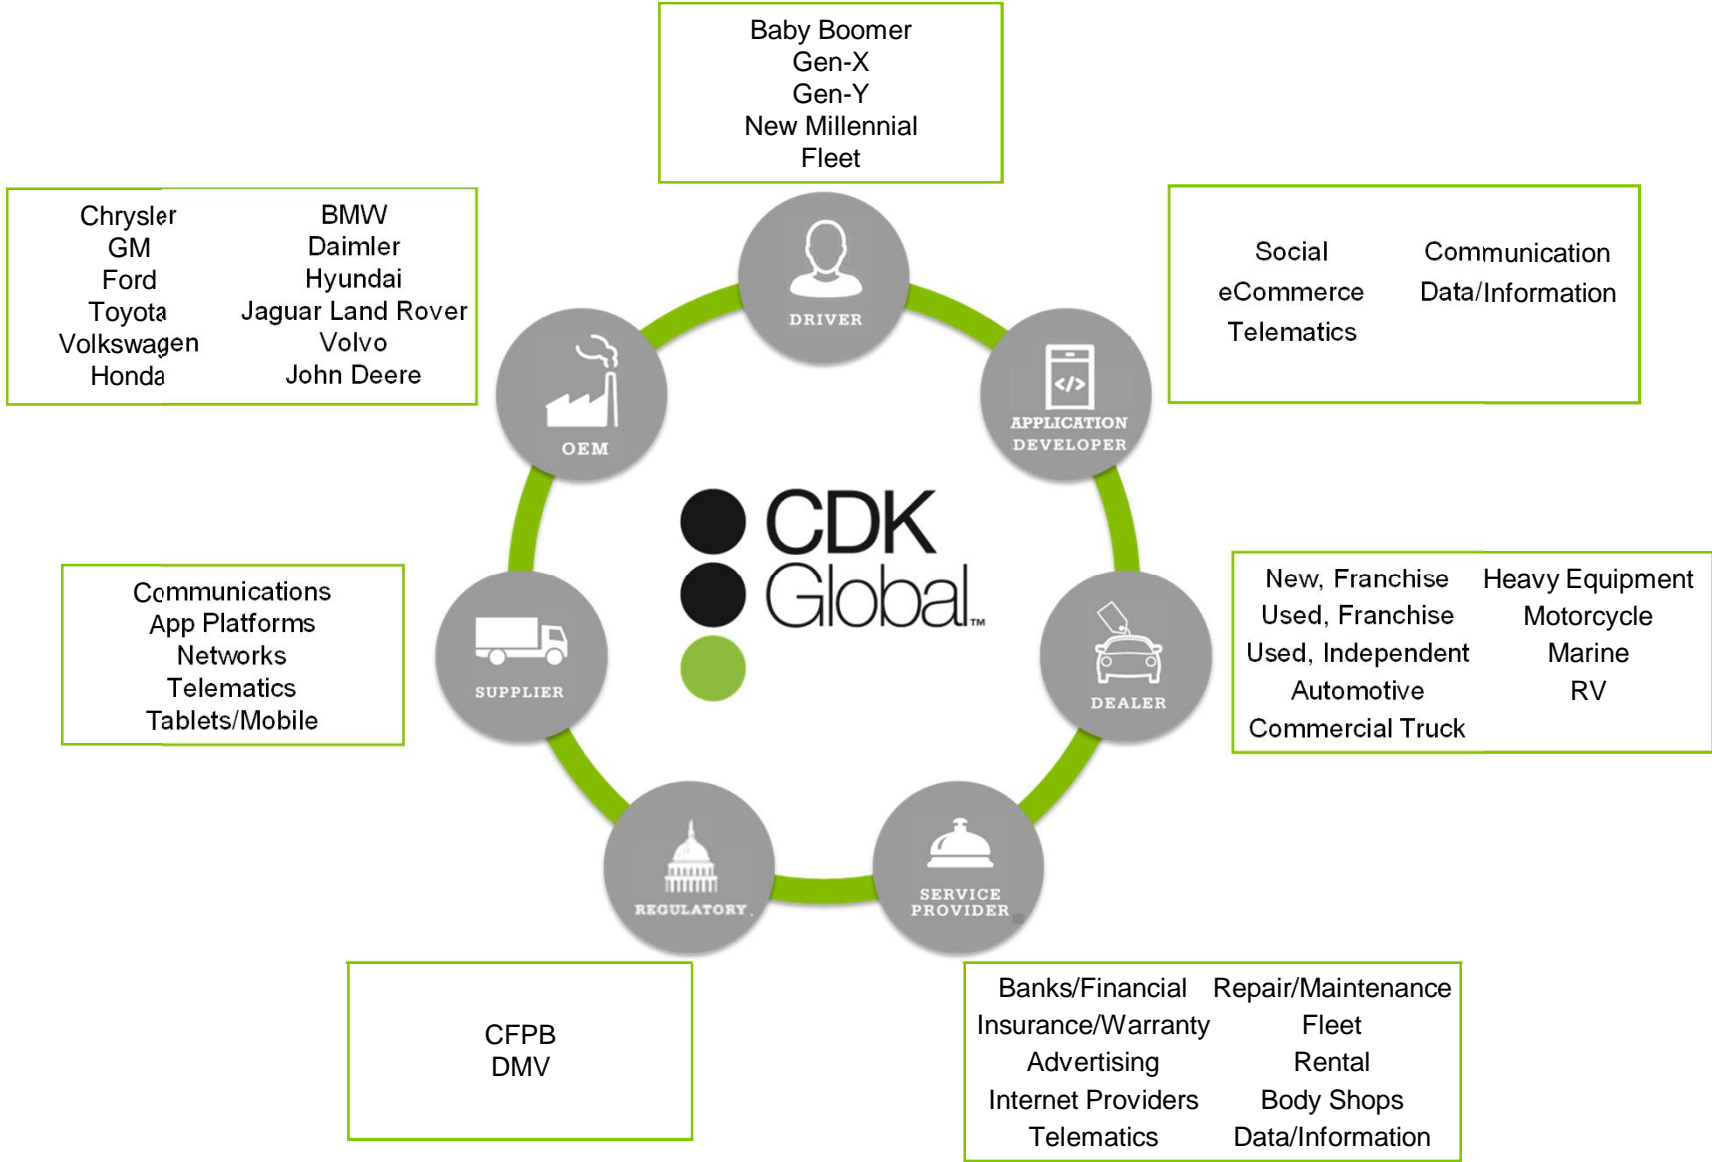 Baby Boomer
Gen-X
Gen-Y
New Millennial
Fleet
Chrysler
GM
Ford
Toyota
Volkswagen
Honda
BMW
Daimler
Hyundai
Jaguar Land Rover
Volvo
John Deere
DRIVER
Social
eCommerce
Telematics
Communication
Data/Information
OEM
APPLICATION
DEVELOPER
CDK
Global™
Communications
App Platforms
Networks
Telematics
Tablets/Mobile
SUPPLIER
DEALER
New, Franchise
Used, Franchise
Used, Independent
Automotive
Commercial Truck
Heavy Equipment
Motorcycle
Marine
RV
REGULATORY
SERVICE
PROVIDER
CFPB
DMV
Banks/Financial
Insurance/Warranty
Advertising
Internet Providers
Telematics
Repair/Maintenance
Fleet
Rental
Body Shops
Data/Information